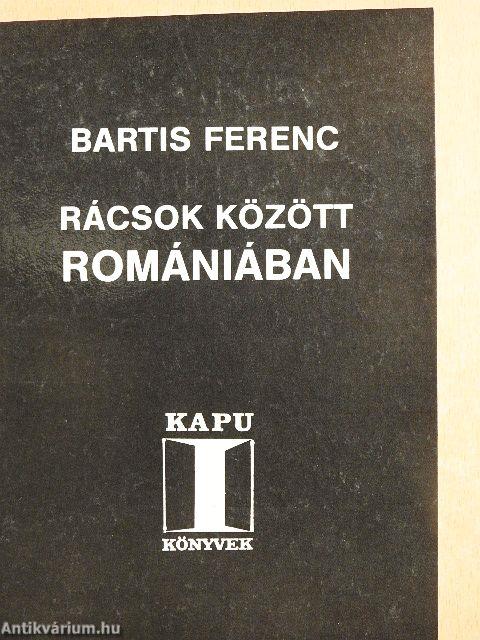 BARTIS FERENC
RÁCSOK KÖZÖTT
ROMÁNIÁBAN
KAPU
KÖNYVEK
Antikvárium.hu